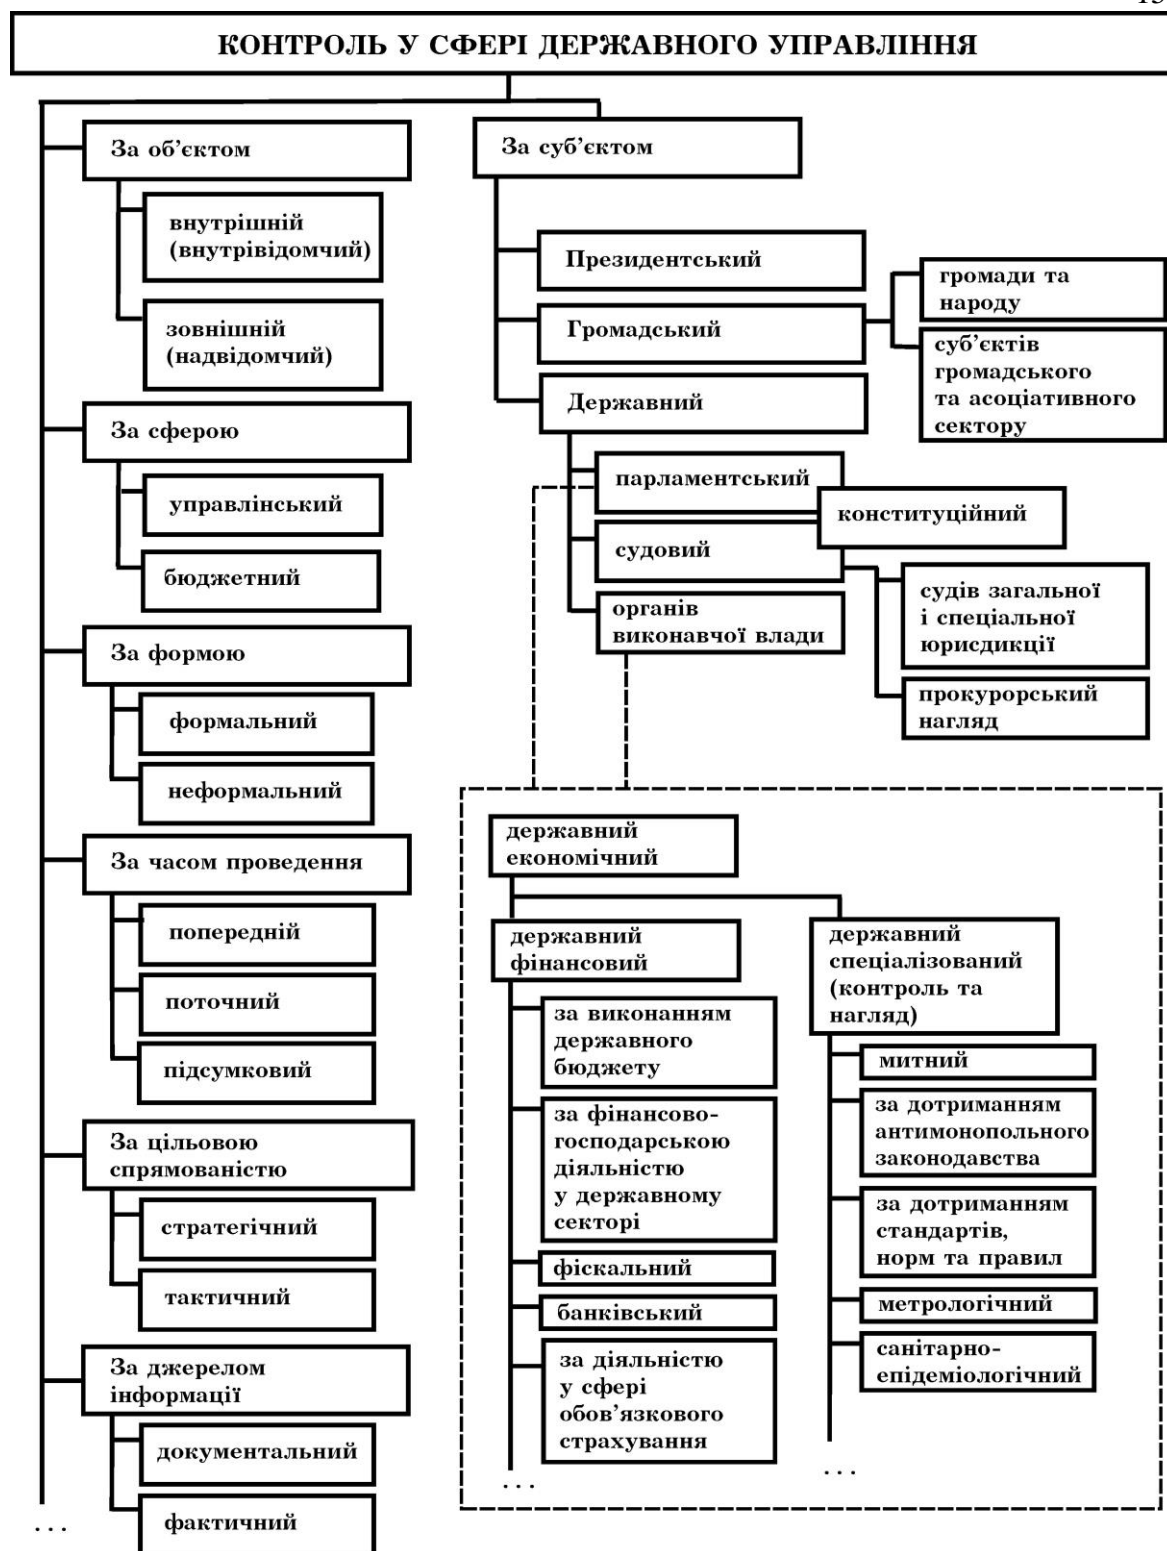 КОНТРОЛЬ У СФЕРІ ДЕРЖАВНОГО УПРАВЛІННЯ
За об’єктом
внутрішній
(внутрівідомчий)
зовнішній
(надвідомчий)
За сферою
управлінський
бюджетний
За формою
формальний
неформальний
За часом проведення
попередній
поточний
підсумковий
За цільовою
спрямованістю
стратегічний
тактичний
За джерелом
інформації
документальний
фактичний
. . .
За суб’єктом
Президентський
Громадський
громади та
народу
суб’єктів
громадського
та асоціативного
сектору
Державний
парламентський
конституційний
судовий
судів загальної
і спеціальної
юрисдикції
прокурорський
нагляд
органів
виконавчої влади
державний
економічний
державний
фінансовий
за виконанням
державного
бюджету
за фінансово-
господарською
діяльністю
у державному
секторі
фіскальний
банківський
за діяльністю
у сфері
обов’язкового
страхування
. . .
державний
спеціалізований
(контроль та
нагляд)
митний
за дотриманням
антимонопольного
законодавства
за дотриманням
стандартів,
норм та правил
метрологічний
санітарно-
епідеміологічний
. . .